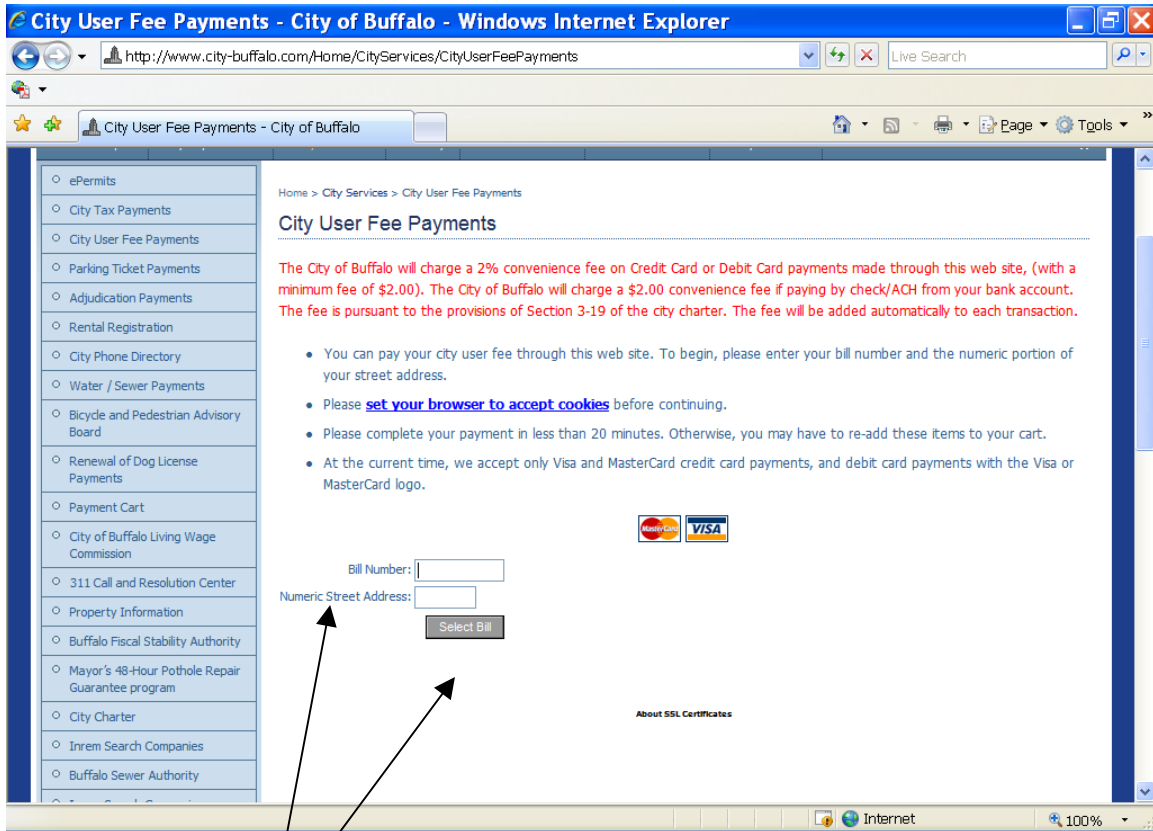 City User Fee Payments - City of Buffalo - Windows Internet Explorer
http://www.city-buffalo.com/Home/CityServices/CityUserFeePayments
Live Search
City User Fee Payments - City of Buffalo
Page
Tools
ePermits
City Tax Payments
City User Fee Payments
Parking Ticket Payments
Adjudication Payments
Rental Registration
City Phone Directory
Water / Sewer Payments
Bicycle and Pedestrian Advisory
Board
Renewal of Dog License
Payments
Payment Cart
City of Buffalo Living Wage
Commission
311 Call and Resolution Center
Property Information
Buffalo Fiscal Stability Authority
Mayor's 48-Hour Pothole Repair
Guarantee program
City Charter
Inrem Search Companies
Buffalo Sewer Authority
Home > City Services > City User Fee Payments
City User Fee Payments
The City of Buffalo will charge a 2% convenience fee on Credit Card or Debit Card payments made through this web site, (with a
minimum fee of $2.00). The City of Buffalo will charge a $2.00 convenience fee if paying by check/ACH from your bank account.
The fee is pursuant to the provisions of Section 3-19 of the city charter. The fee will be added automatically to each transaction.
You can pay your city user fee through this web site. To begin, please enter your bill number and the numeric portion of
your street address.
Please set your browser to accept cookies before continuing.
Please complete your payment in less than 20 minutes. Otherwise, you may have to re-add these items to your cart.
At the current time, we accept only Visa and MasterCard credit card payments, and debit card payments with the Visa or
MasterCard logo.
MasterCard VISA
Bill Number:
Numeric Street Address:
Select Bill
About SSL Certificates
Internet
100%